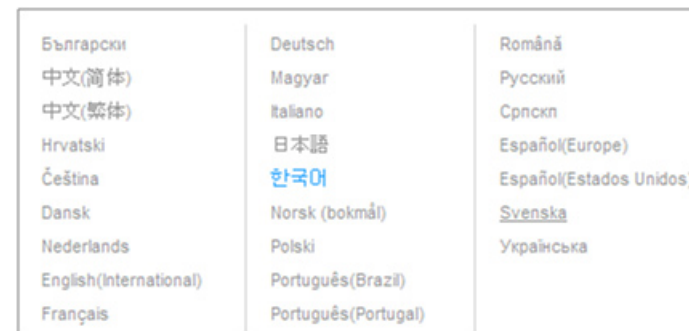 Български
中文(简体)
中文(繁体)
Hrvatski
Čeština
Dansk
Nederlands
English(International)
Français
Deutsch
Magyar
Italiano
日本語
한국어
Norsk (bokmål)
Polski
Português(Brazil)
Português(Portugal)
Română
Русский
Српскп
Español(Europe)
Español(Estados Unidos)
Svenska
Українська